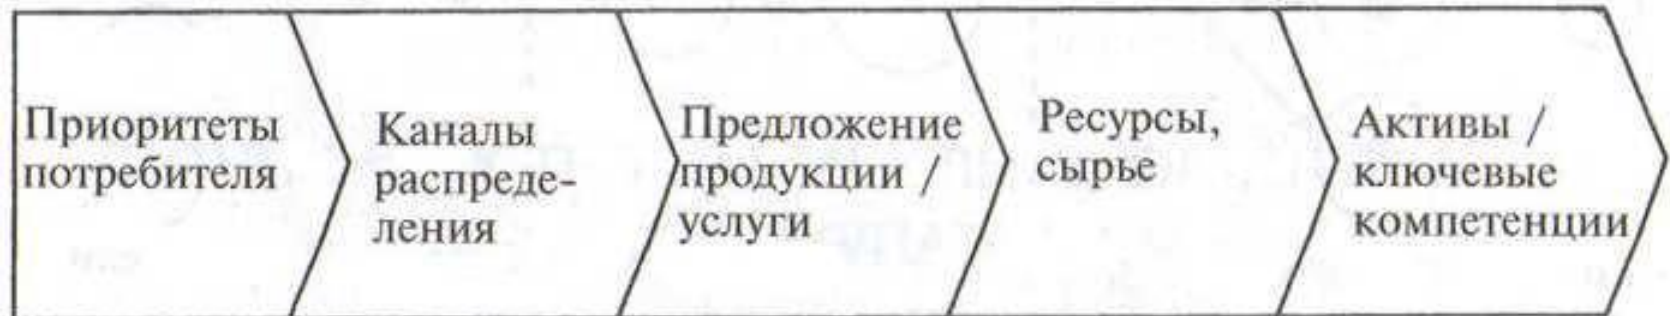 Приоритеты
потребителя
Каналы
распреде-
ления
Предложение
продукции /
услуги
Ресурсы,
сырье
Активы /
ключевые
компетенции